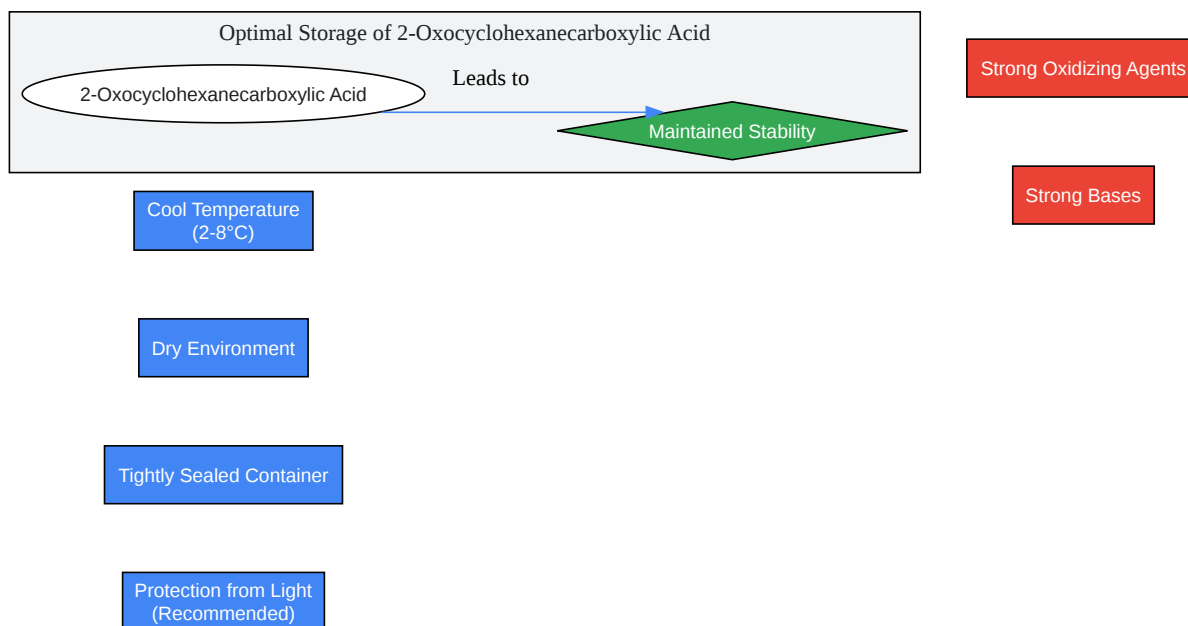 Optimal Storage of 2-Oxocyclohexanecarboxylic Acid
2-Oxocyclohexanecarboxylic Acid
Leads to
Maintained Stability
Strong Oxidizing Agents
Strong Bases
Cool Temperature
(2-8°C)
Dry Environment
Tightly Sealed Container
Protection from Light
(Recommended)